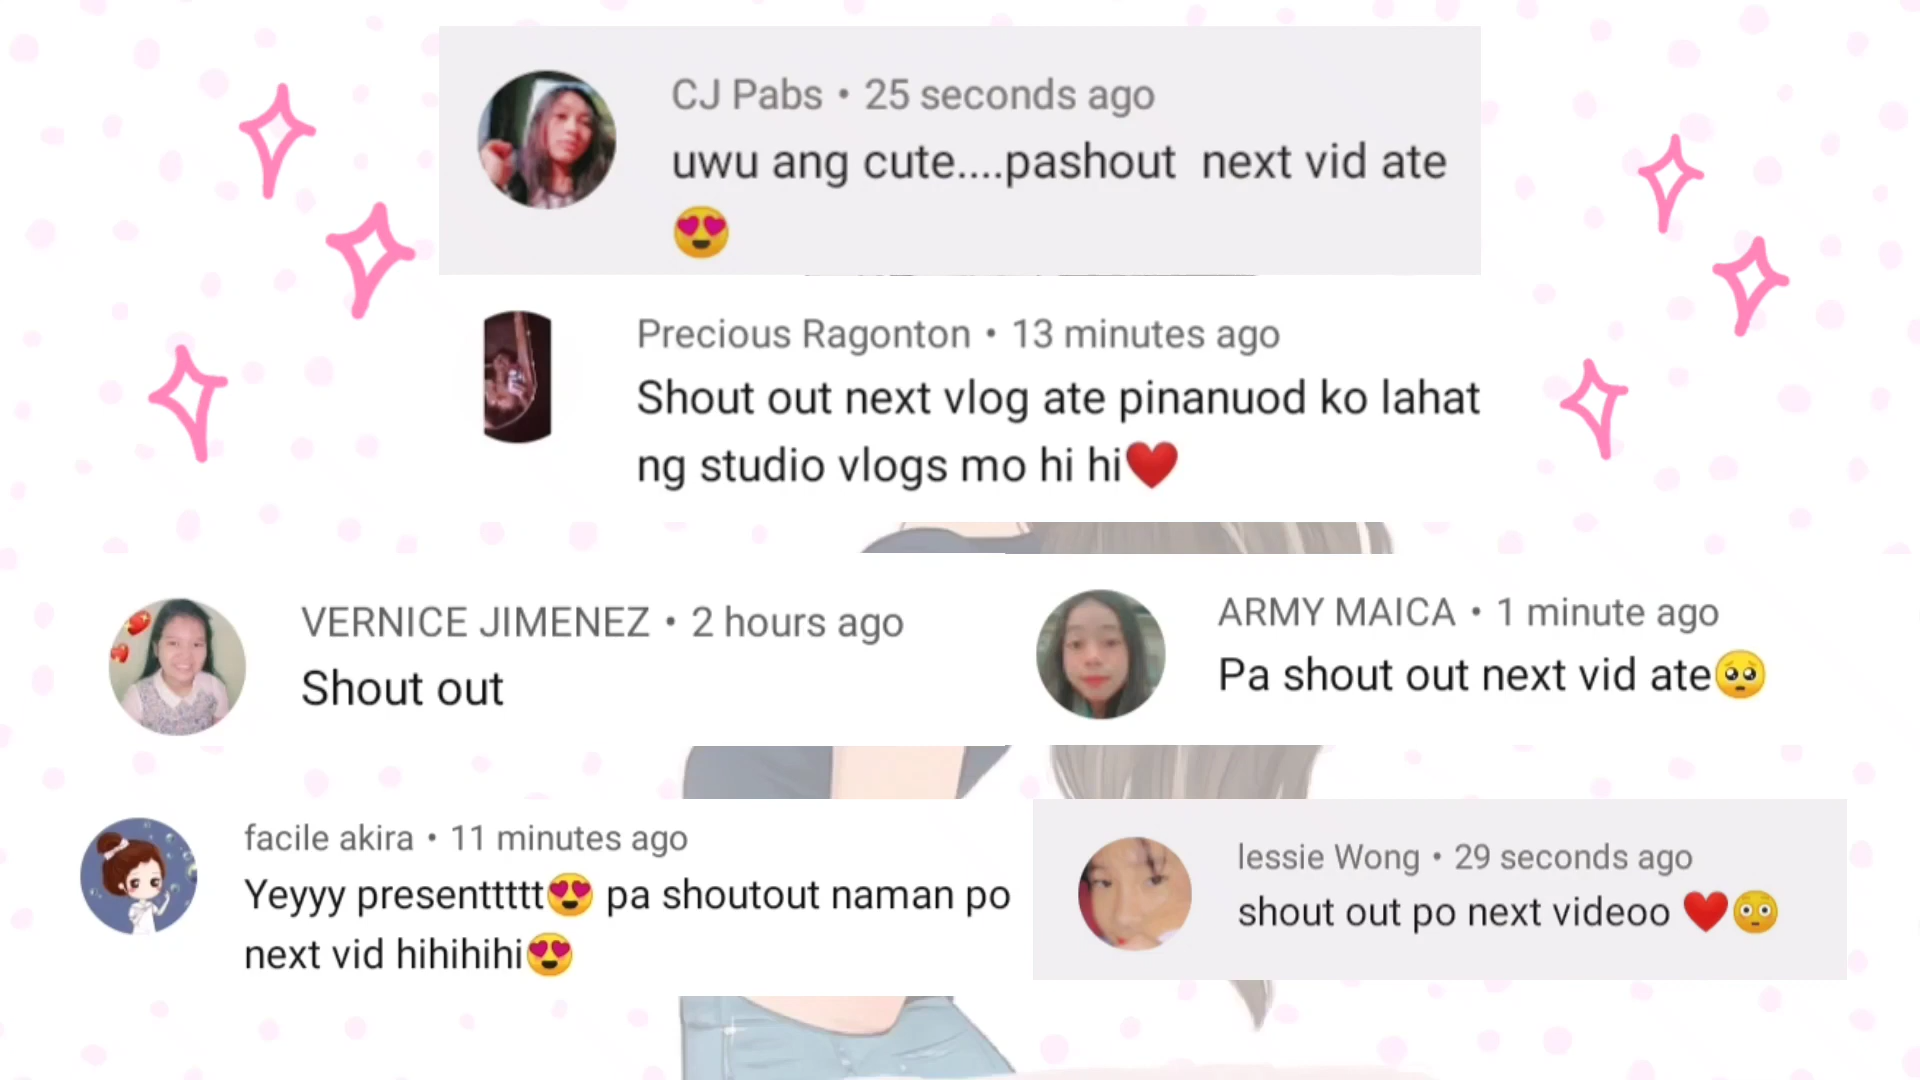 CJ Pabs • 25 seconds ago
uwu ang cute....pashout  next vid ate
😍
Precious Ragonton • 13 minutes ago
Shout out next vlog ate pinanuod ko lahat
ng studio vlogs mo hi hi❤️
VERNICE JIMENEZ • 2 hours ago
Shout out
ARMY MAICA • 1 minute ago
Pa shout out next vid ate🥺
facile akira • 11 minutes ago
Yeyyy presenttttt😍 pa shoutout naman po
next vid hihihihi😍
lessie Wong • 29 seconds ago
shout out po next videoo ❤️😳